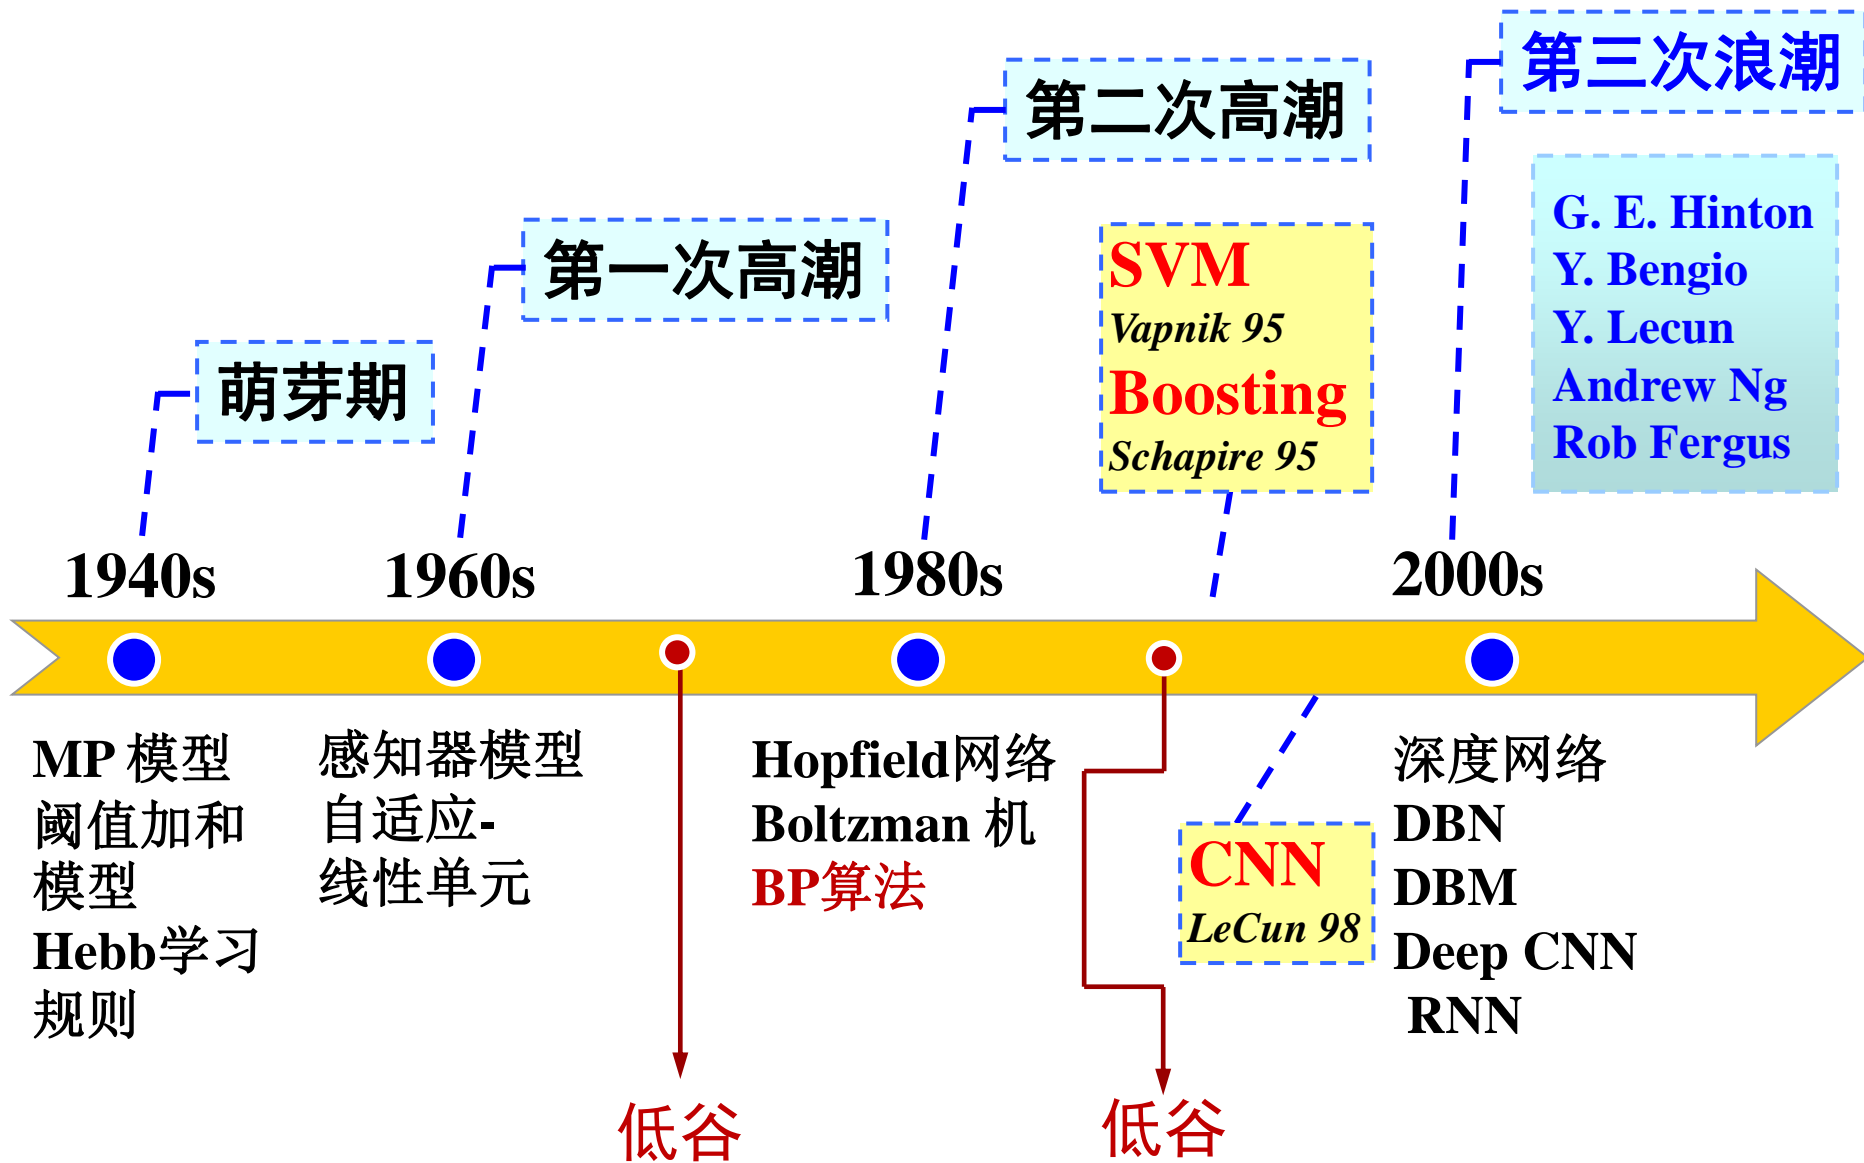 第三次浪潮
第二次高潮
第一次高潮
萌芽期
G. E. Hinton
Y. Bengio
Y. Lecun
Andrew Ng
Rob Fergus
SVM
Vapnik 95
Boosting
Schapire 95
1940s
1960s
1980s
2000s
MP 模型
阈值加和
模型
Hebb学习
规则
感知器模型
自适应-
线性单元
Hopfield网络
Boltzman 机
BP算法
CNN
LeCun 98
深度网络
DBN
DBM
Deep CNN
RNN
低谷
低谷